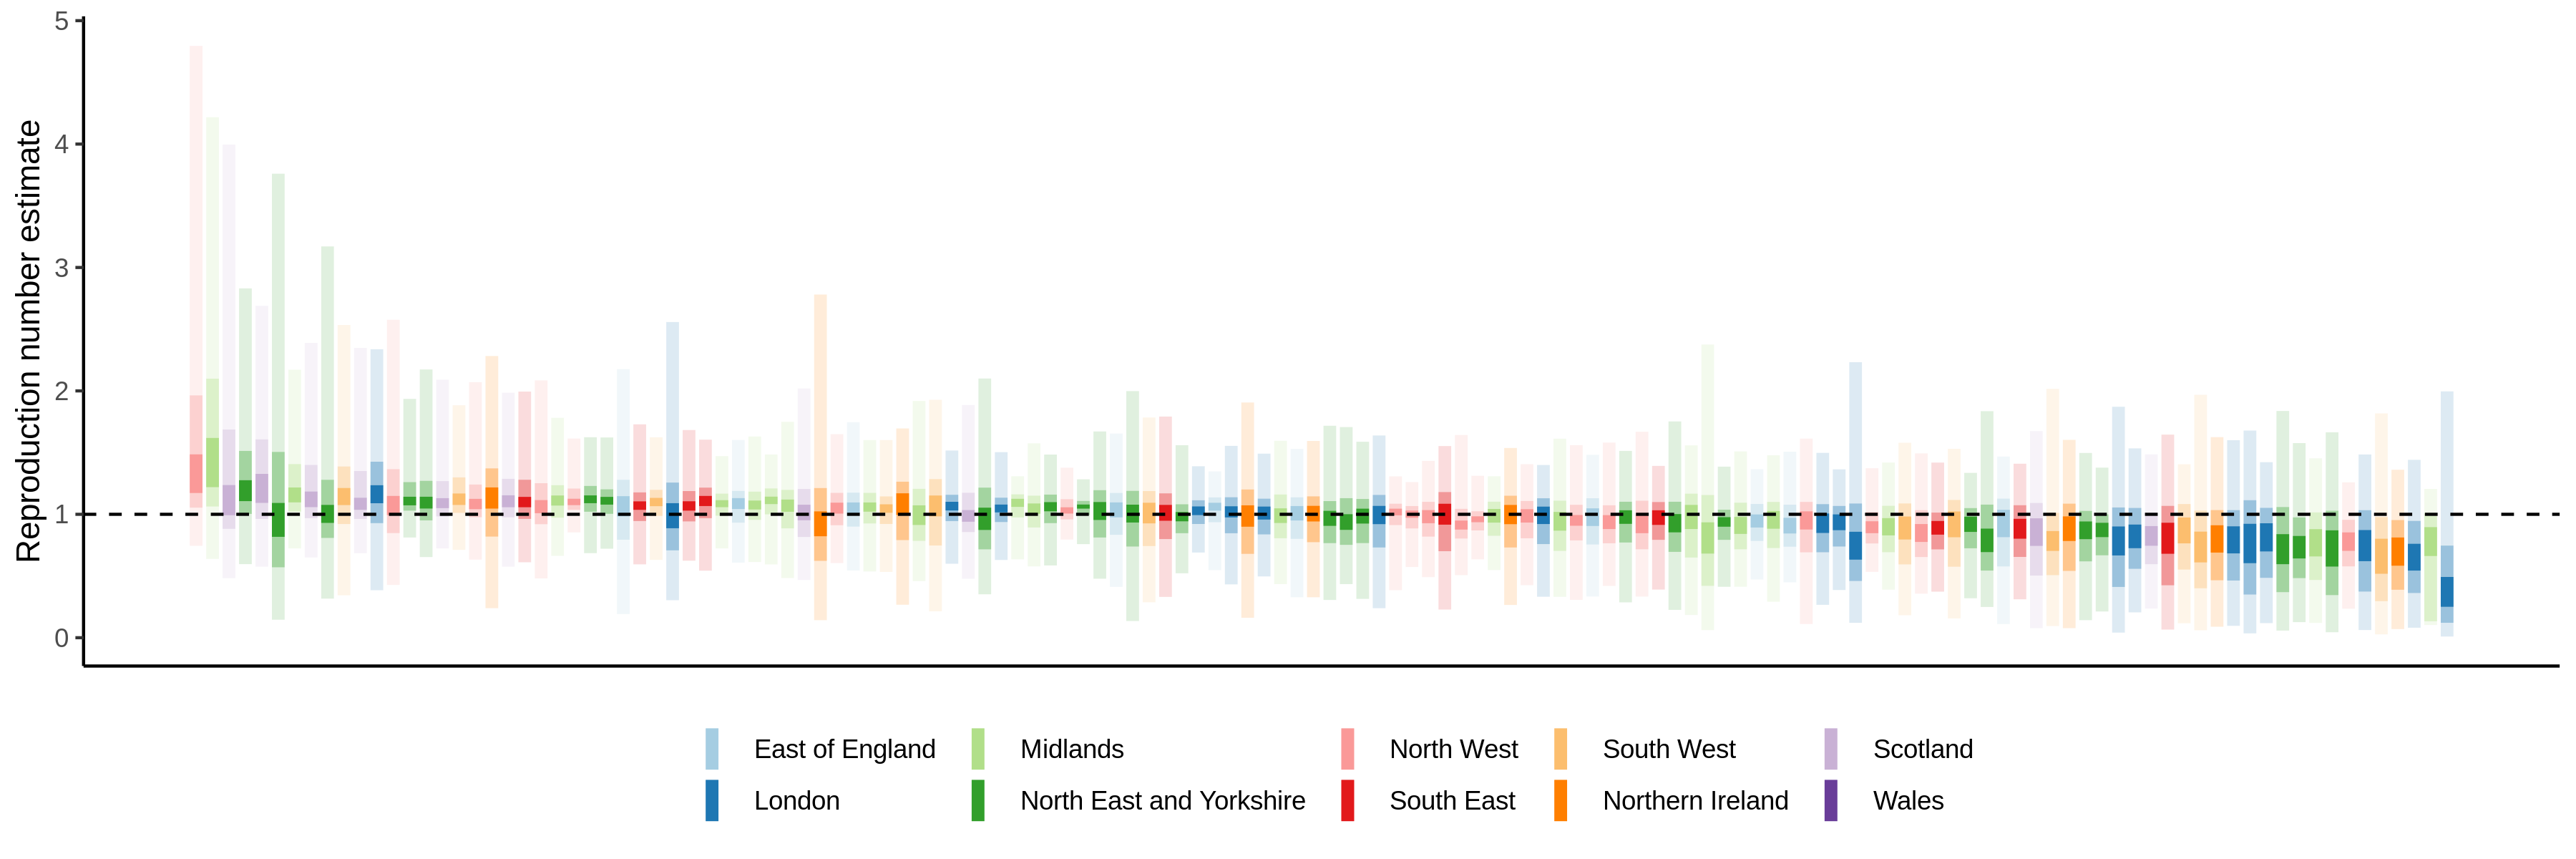 Reproduction number estimate
5
4
3
2
1
0
East of England
Midlands
North West
South West
Scotland
London
North East and Yorkshire
South East
Northern Ireland
Wales